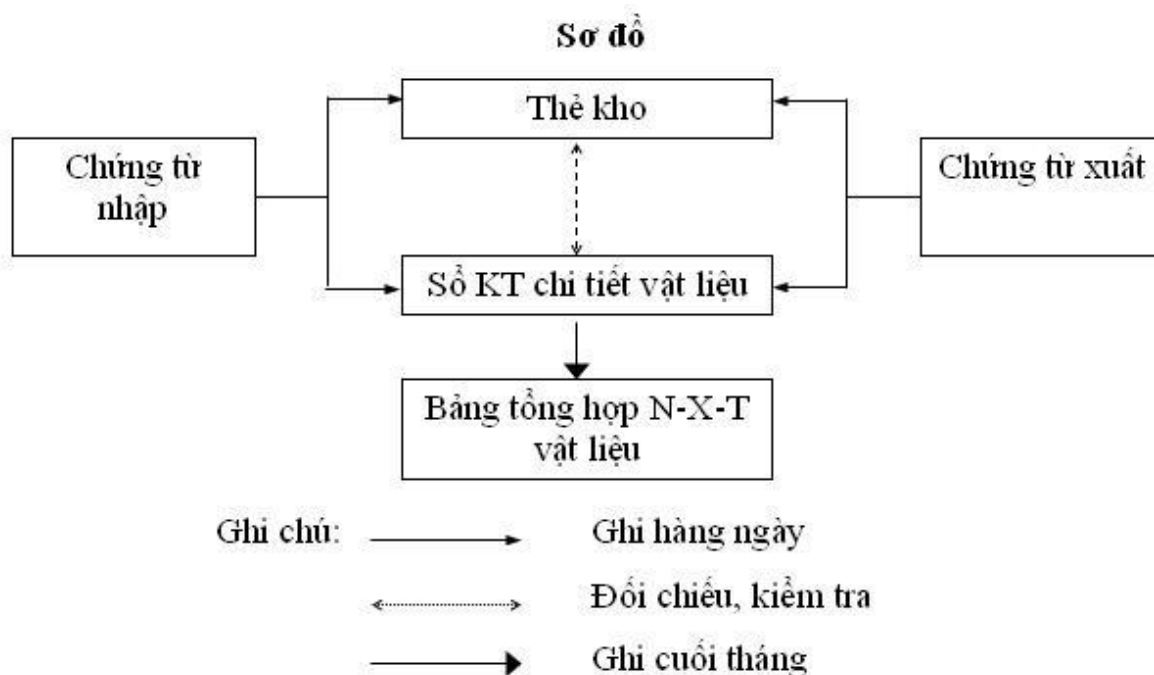 Sơ đồ
Thẻ kho
Chứng từ
nhập
Chứng từ xuất
Sổ KT chi tiết vật liệu
Bảng tổng hợp N-X-T
vật liệu
Ghi chú:
Ghi hàng ngày
Đối chiếu, kiểm tra
Ghi cuối tháng